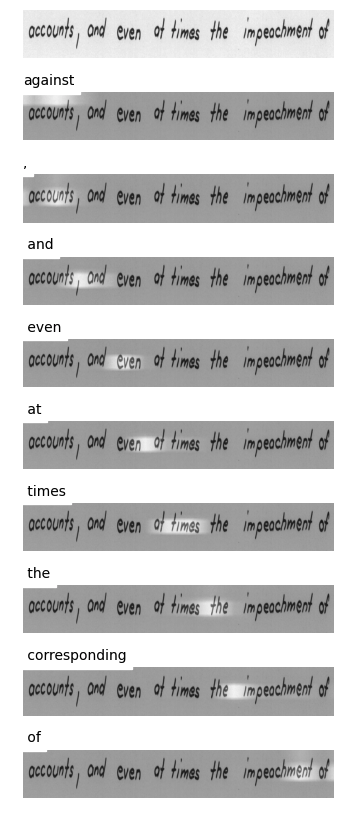 accounts, and even at times the impeachment of
against
accounts, and even at times the impeachment of
,
accounts, and even at times the impeachment of
and
accounts, and even at times the impeachment of
even
accounts, and even at times the impeachment of
at
accounts, and even at times the impeachment of
times
accounts, and even at times the impeachment of
the
accounts, and even at times the impeachment of
corresponding
accounts, and even at times the impeachment of
of
accounts, and even at times the impeachment of